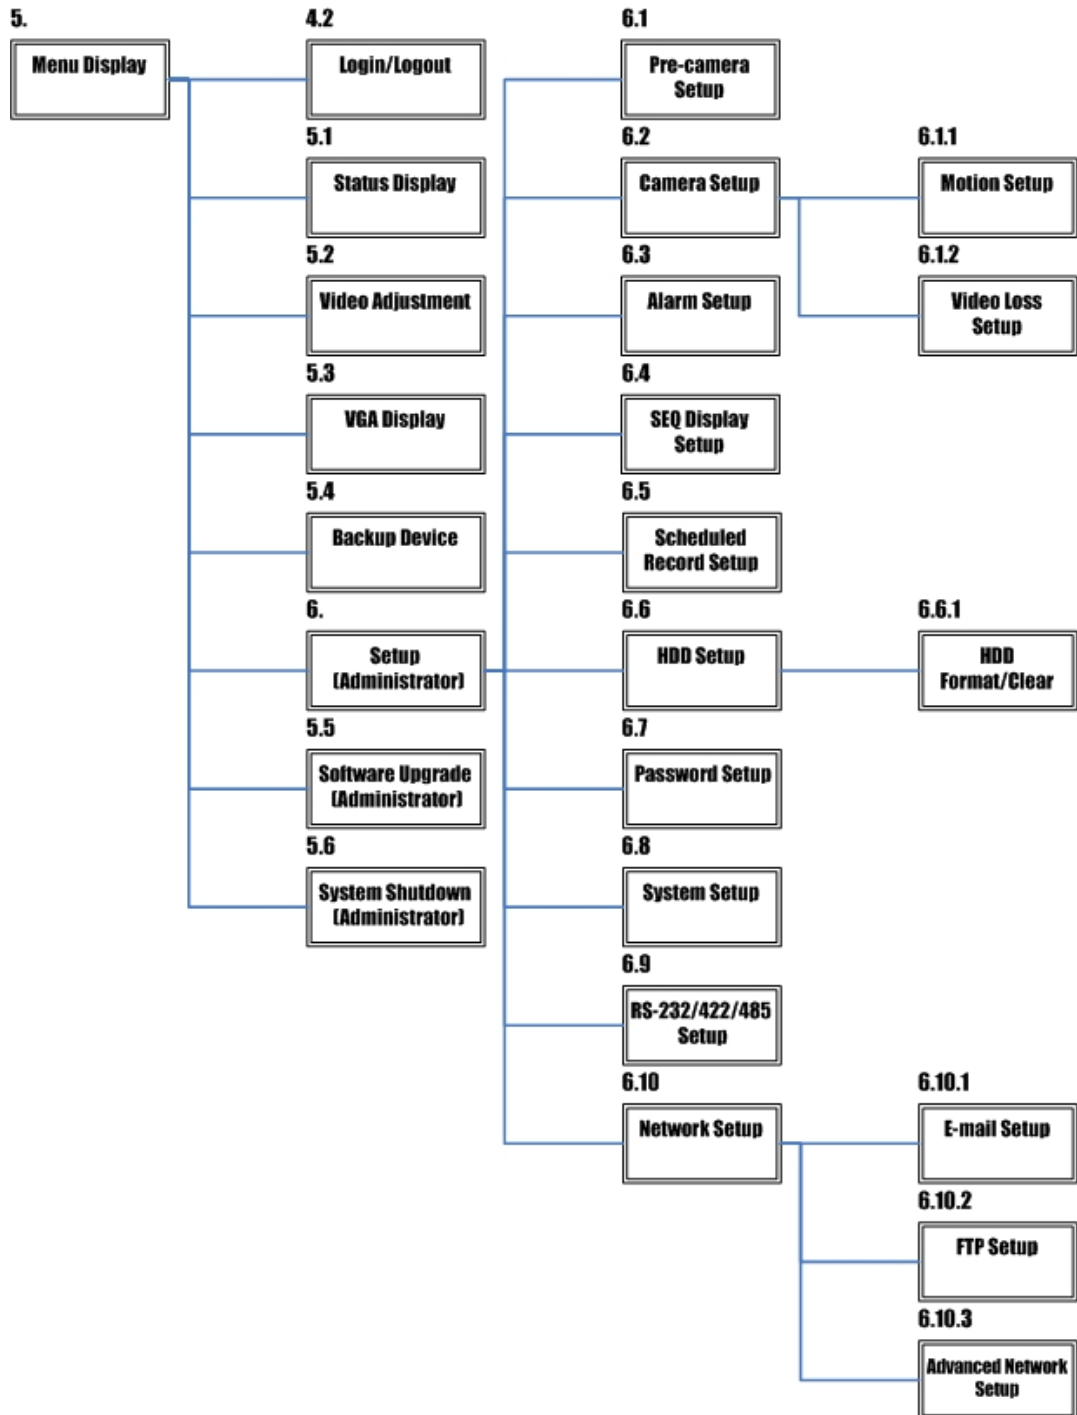 5.
4.2
6.1
Menu Display
Login/Logout
Pre-camera
Setup
5.1
6.2
6.1.1
Status Display
Camera Setup
Motion Setup
5.2
6.3
6.1.2
Video Adjustment
Alarm Setup
Video Loss
Setup
5.3
6.4
VGA Display
SEQ Display
Setup
5.4
6.5
Backup Device
Scheduled
Record Setup
6.
6.6
6.6.1
Setup
(Administrator)
HDD Setup
HDD
Format/Clear
5.5
6.7
Software Upgrade
(Administrator)
Password Setup
5.6
6.8
System Shutdown
(Administrator)
System Setup
6.9
RS-232/422/485
Setup
6.10
6.10.1
Network Setup
E-mail Setup
6.10.2
FTP Setup
6.10.3
Advanced Network
Setup